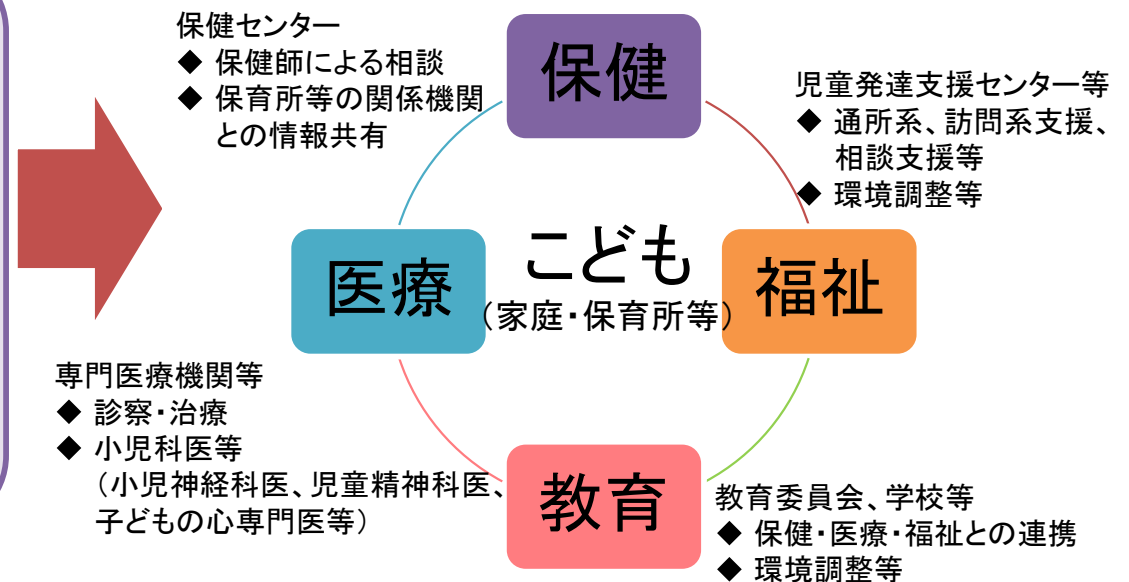 保健センター
◆ 保健師による相談
◆ 保育所等の関係機関
との情報共有
保健
児童発達支援センター等
◆ 通所系、訪問系支援、
相談支援等
◆ 環境調整等
医療
こども
(家庭・保育所等)
福祉
専門医療機関等
◆ 診察・治療
◆ 小児科医等
(小児神経科医、児童精神科医、
子どもの心専門医等)
教育
教育委員会、学校等
◆ 保健・医療・福祉との連携
◆ 環境調整等